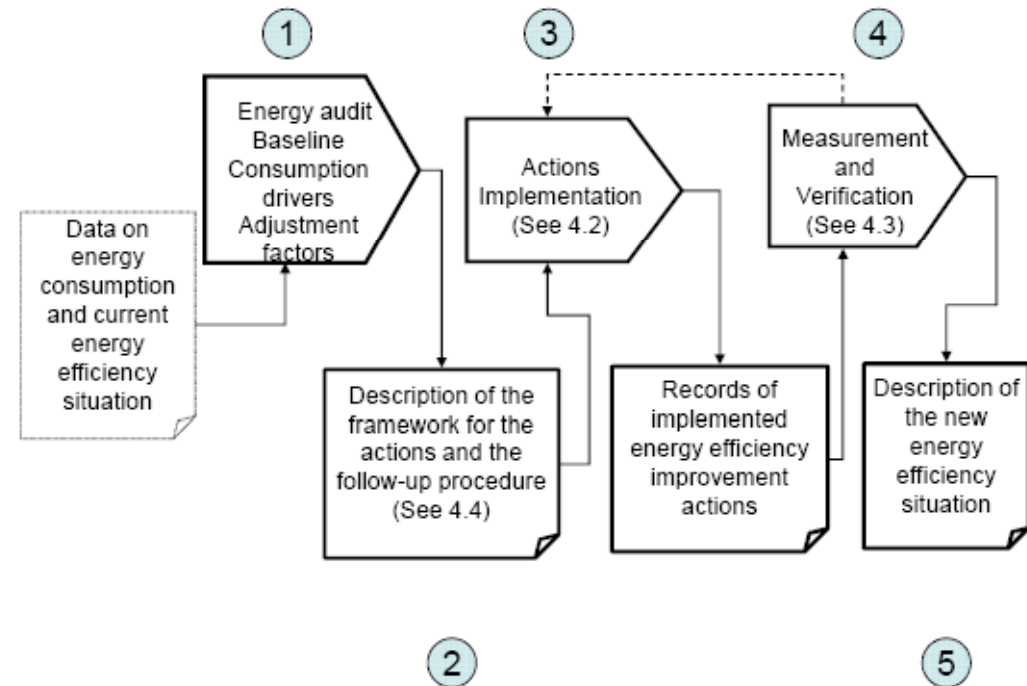 1
3
4
Energy audit
Baseline
Consumption
drivers
Adjustment
factors
Actions
Implementation
(See 4.2)
Measurement
and
Verification
(See 4.3)
Data on
energy
consumption
and current
energy
efficiency
situation
Description of the
framework for the
actions and the
follow-up procedure
(See 4.4)
Records of
implemented
energy efficiency
improvement
actions
Description of
the new
energy
efficiency
situation
2
5